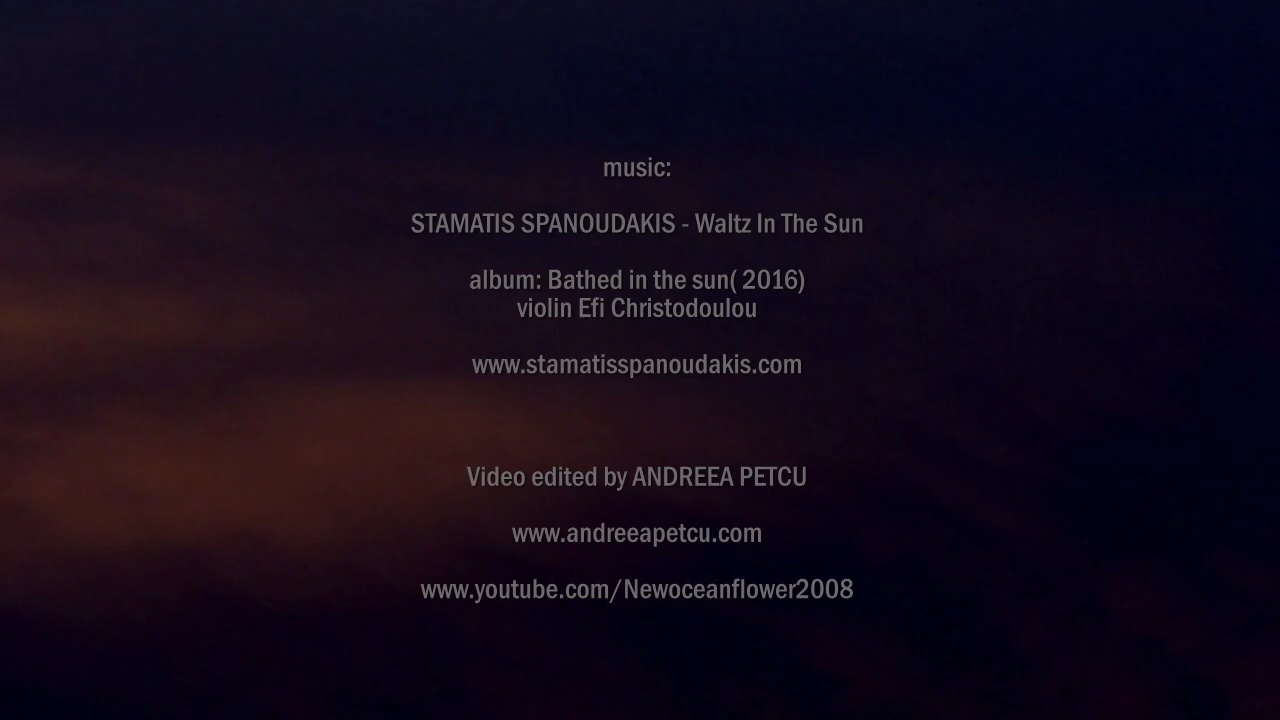 music:
STAMATIS SPANOUDAKIS - Waltz In The Sun
album: Bathed in the sun( 2016)
violin Efi Christodoulou
www.stamatisspanoudakis.com
Video edited by ANDREEA PETCU
www.andreeapetcu.com
www.youtube.com/Newoceanflower2008